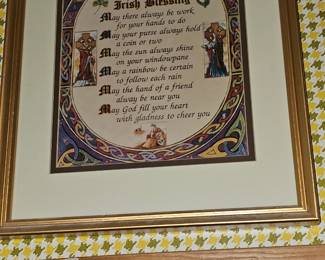 Irish Blessing
May there always be work
for your hands to do
May your purse always hold
a coin or two
May the sun always shine
on your windowpane
May a rainbow be certain
to follow each rain
May the hand of a friend
always be near you
May God fill your heart
with gladness to cheer you